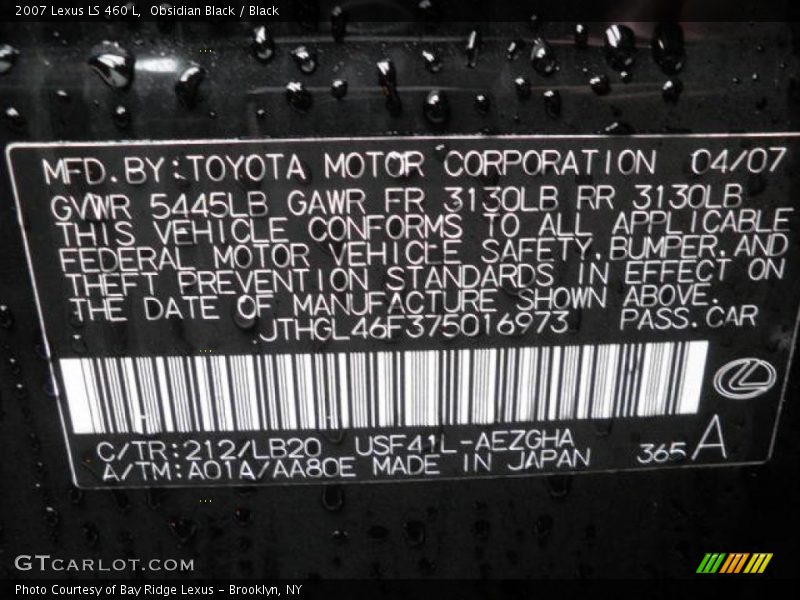 2007 Lexus LS 460 L, Obsidian Black / Black
MFD.BY:TOYOTA MOTOR CORPORATION 04/07
GVWR 5445LB GAWR FR 3130LB RR 3130LB
THIS VEHICLE CONFORMS TO ALL APPLICABLE
FEDERAL MOTOR VEHICLE SAFETY,BUMPER,AND
THEFT PREVENTION STANDARDS IN EFFECT ON
THE DATE OF MANUFACTURE SHOWN ABOVE.
JTHGL46F375016973 PASS.CAR
C/TR:212/LB20 USF41L-AEZGHA
A/TM:A01A/AA80E MADE IN JAPAN 365 A
GTCARLOT.COM
Photo Courtesy of Bay Ridge Lexus - Brooklyn, NY